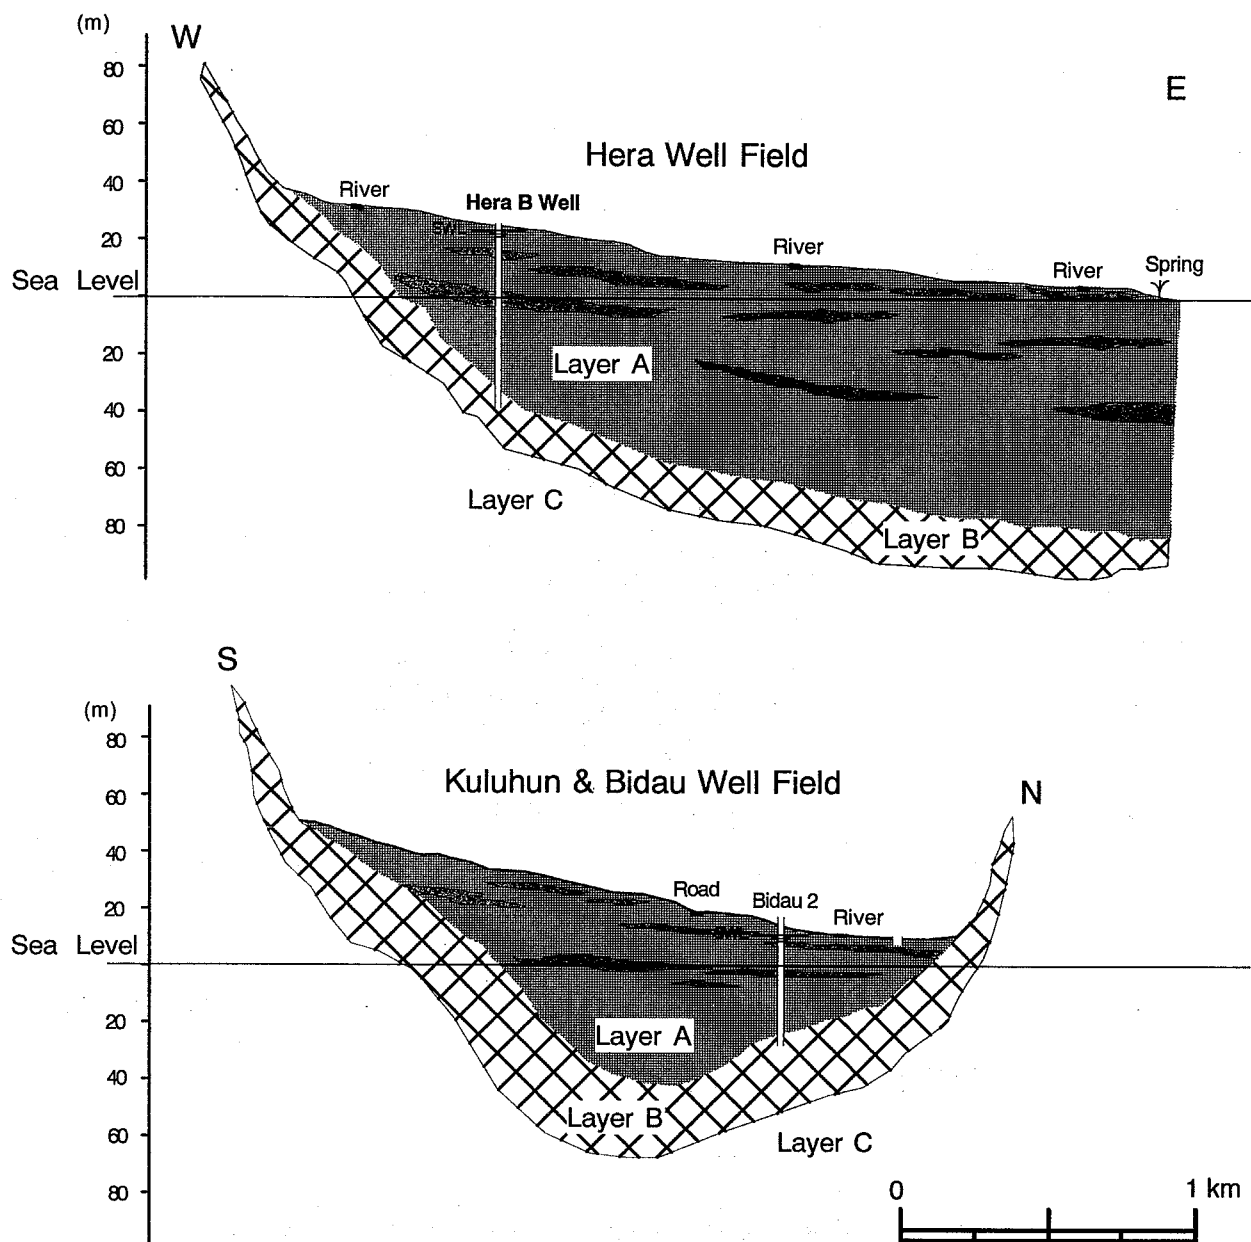 (m)
W
E
80
60
40
20
Sea Level
20
40
60
80
Hera Well Field
River
Hera B Well
SWL
River
River
Spring
Layer A
Layer C
Layer B
S
(m)
N
80
60
40
20
Sea Level
20
40
60
80
Kuluhun & Bidau Well Field
Road
Bidau 2
River
SWL
Layer A
Layer B
Layer C
0
1 km